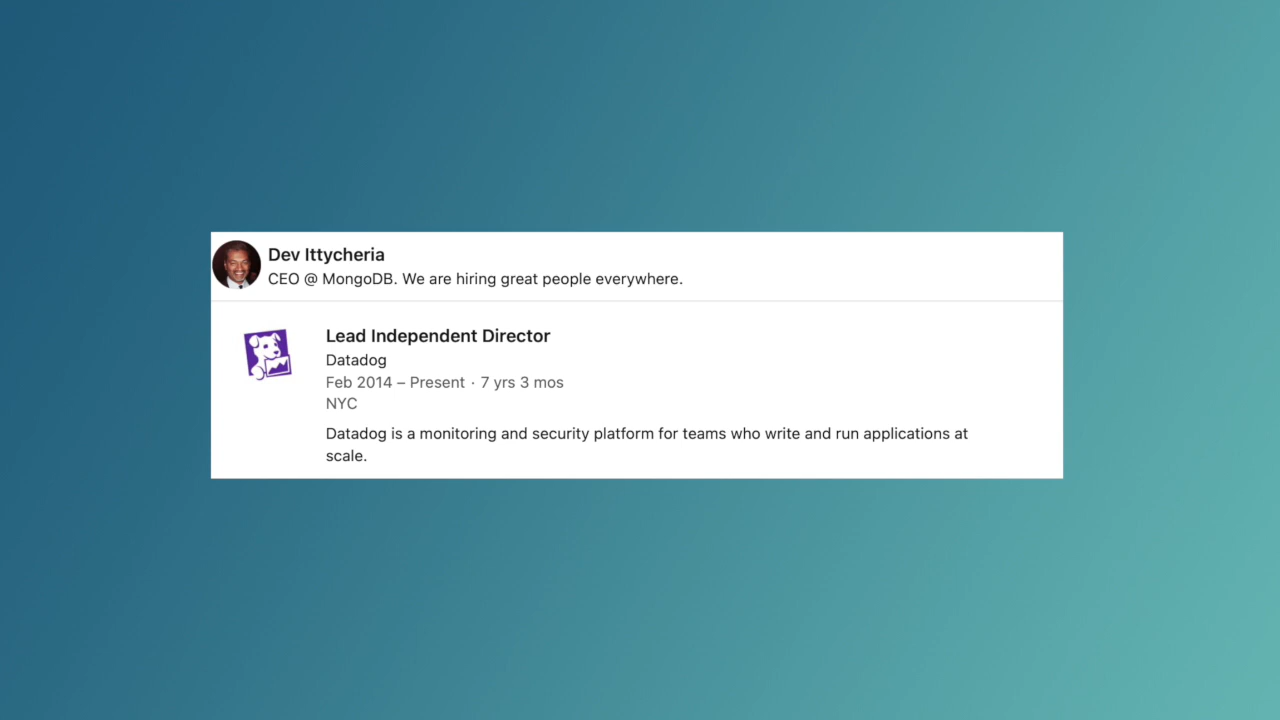 Dev Ittycheria
CEO @ MongoDB. We are hiring great people everywhere.
Lead Independent Director
Datadog
Feb 2014 – Present · 7 yrs 3 mos
NYC
Datadog is a monitoring and security platform for teams who write and run applications at
scale.